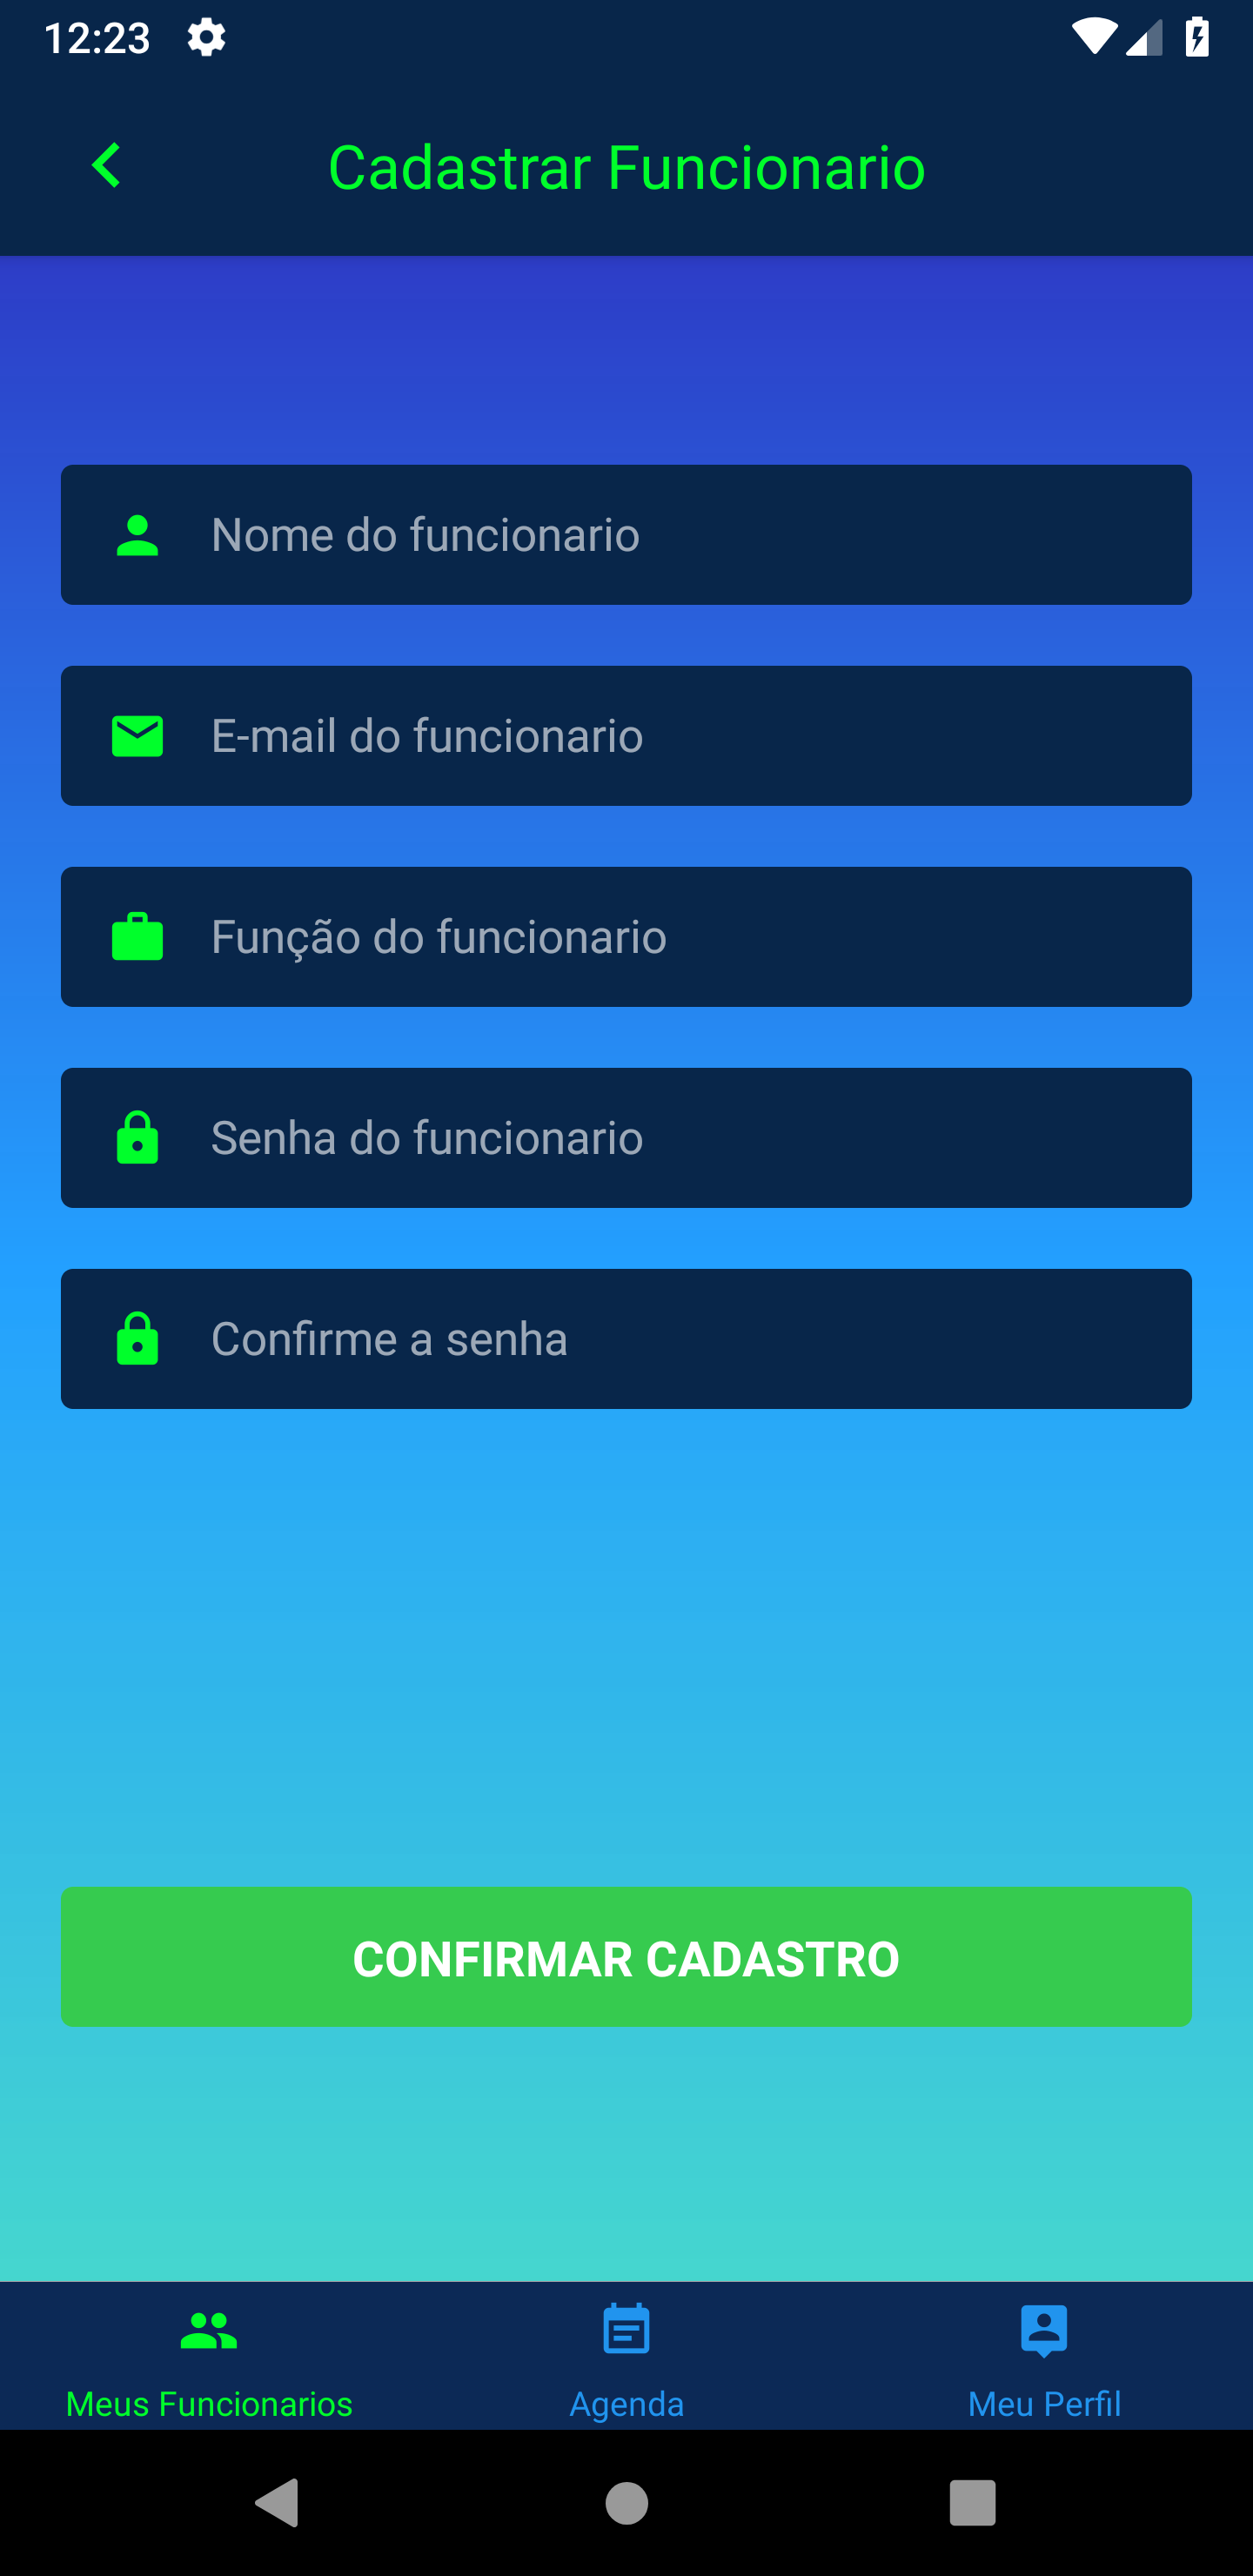 12:23
Cadastrar Funcionario
Nome do funcionario
E-mail do funcionario
Função do funcionario
Senha do funcionario
Confirme a senha
CONFIRMAR CADASTRO
Meus Funcionarios
Agenda
Meu Perfil